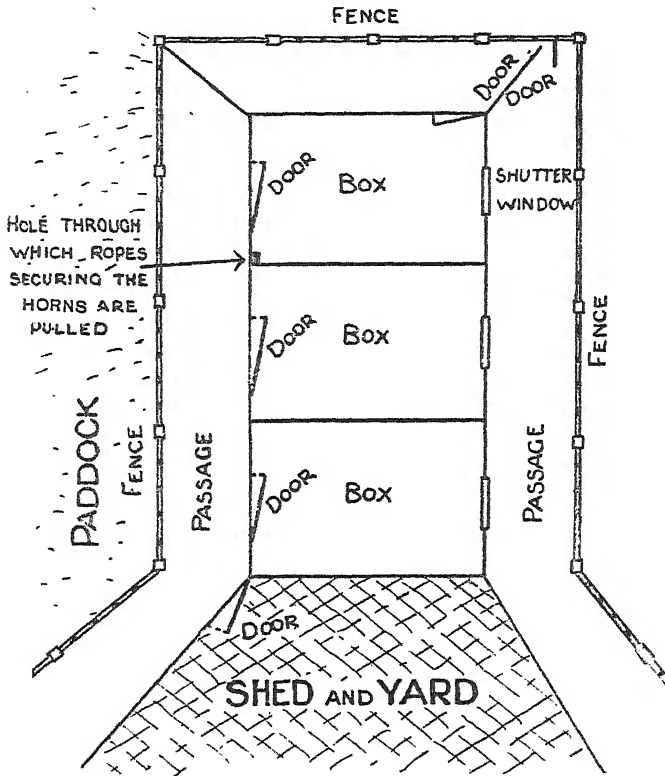 FENCE
DOOR
DOOR
DOOR
BOX
SHUTTER
WINDOW
HOLE THROUGH
WHICH ROPES
SECURING THE
HORNS ARE
PULLED
DOOR
BOX
FENCE
PADDOCK
FENCE
PASSAGE
DOOR
BOX
PASSAGE
DOOR
SHED AND YARD